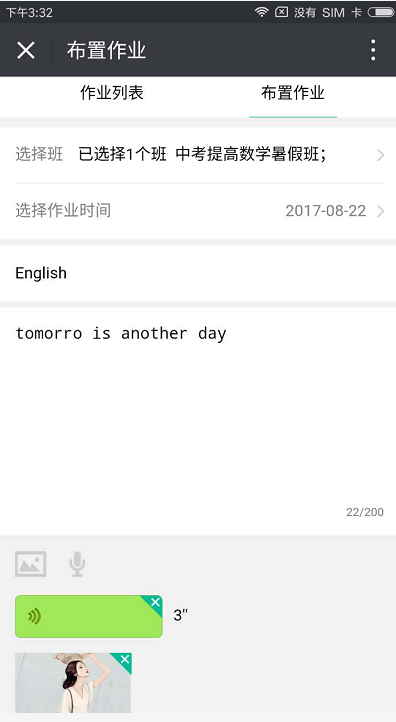 下午3:32 没有 SIM 卡
布置作业
作业列表 布置作业
选择班 已选择1个班 中考提高数学暑假班;
选择作业时间 2017-08-22
English
tomorro is another day
22/200
3"